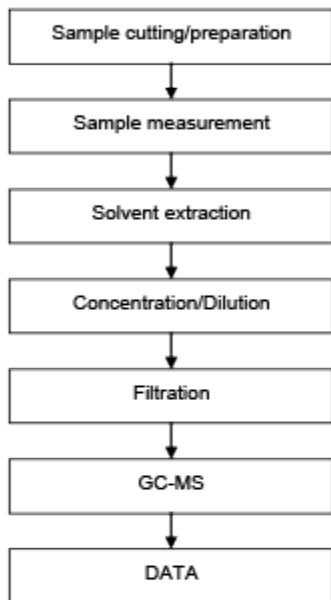 Sample cutting/preparation
Sample measurement
Solvent extraction
Concentration/Dilution
Filtration
GC-MS
DATA